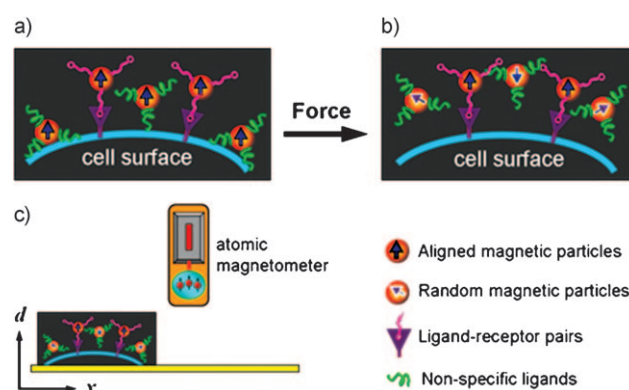 a)
b)
cell surface
Force
cell surface
c)
atomic
magnetometer
d
x
Aligned magnetic particles
Random magnetic particles
Ligand-receptor pairs
Non-specific ligands